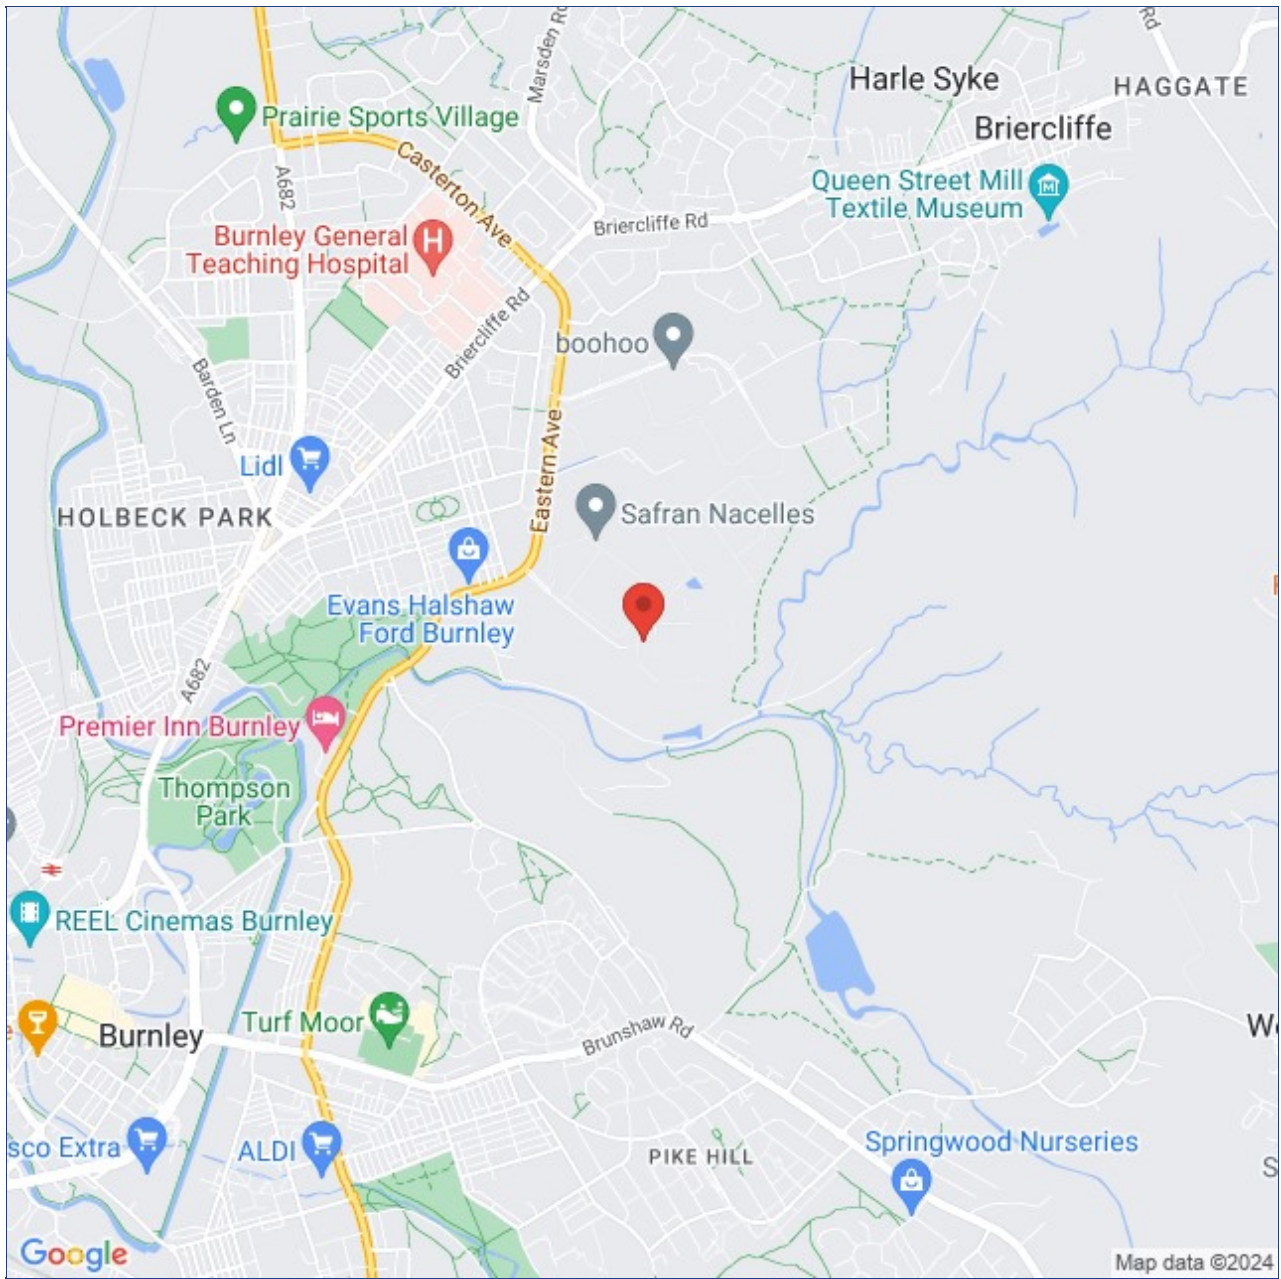 Marsden Rd
Rd
Harle Syke
HAGGATE
Prairie Sports Village
Briercliffe
Casterton Ave
A682
Queen Street Mill
Textile Museum
Briercliffe Rd
Burnley General
Teaching Hospital
Briercliffe Rd
boohoo
Barden Ln
Eastern Ave
Lidl
HOLBECK PARK
Safran Nacelles
Evans Halshaw
Ford Burnley
A682
Premier Inn Burnley
Thompson
Park
REEL Cinemas Burnley
Turf Moor
Burnley
Brunshaw Rd
sco Extra
ALDI
PIKE HILL
Springwood Nurseries
Google
Map data ©2024